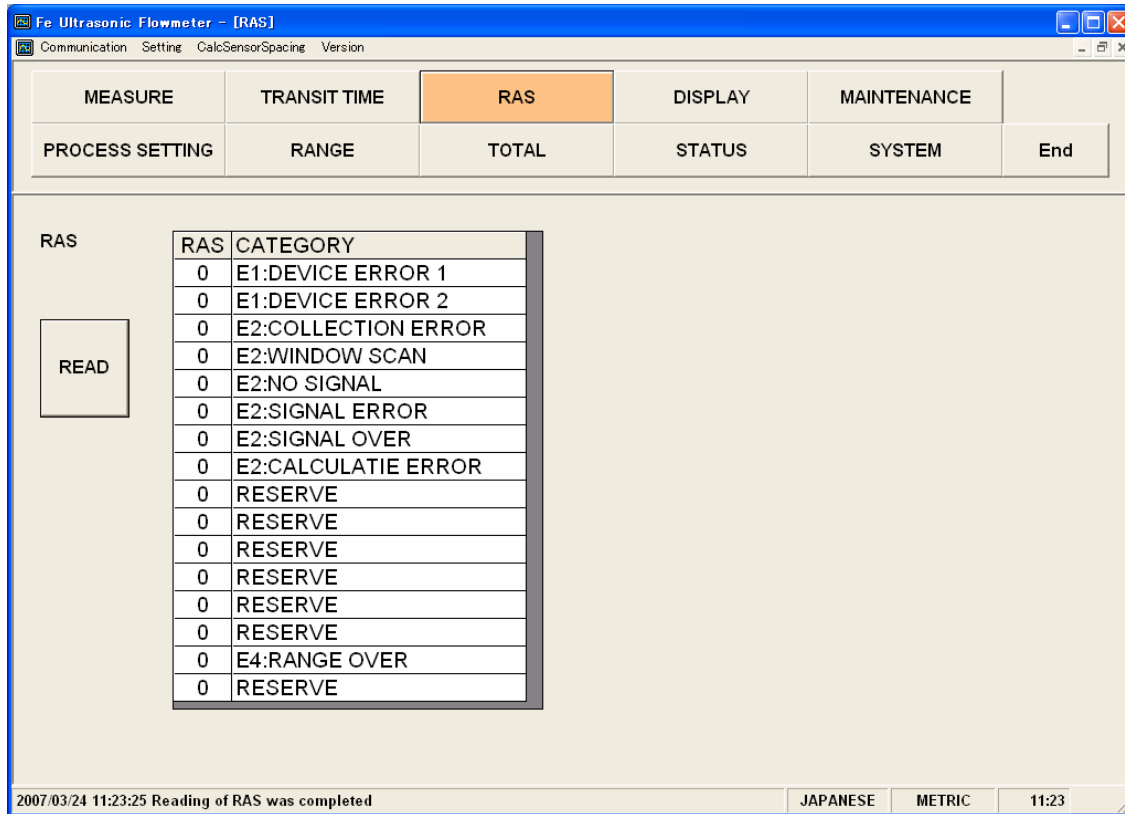 Fe Ultrasonic Flowmeter - [RAS]
Communication Setting CalcSensorSpacing Version
MEASURE TRANSIT TIME RAS DISPLAY MAINTENANCE
PROCESS SETTING RANGE TOTAL STATUS SYSTEM End
RAS
READ
RAS CATEGORY
0 E1:DEVICE ERROR 1
0 E1:DEVICE ERROR 2
0 E2:COLLECTION ERROR
0 E2:WINDOW SCAN
0 E2:NO SIGNAL
0 E2:SIGNAL ERROR
0 E2:SIGNAL OVER
0 E2:CALCULATIE ERROR
0 RESERVE
0 RESERVE
0 RESERVE
0 RESERVE
0 RESERVE
0 RESERVE
0 E4:RANGE OVER
0 RESERVE
2007/03/24 11:23:25 Reading of RAS was completed JAPANESE METRIC 11:23